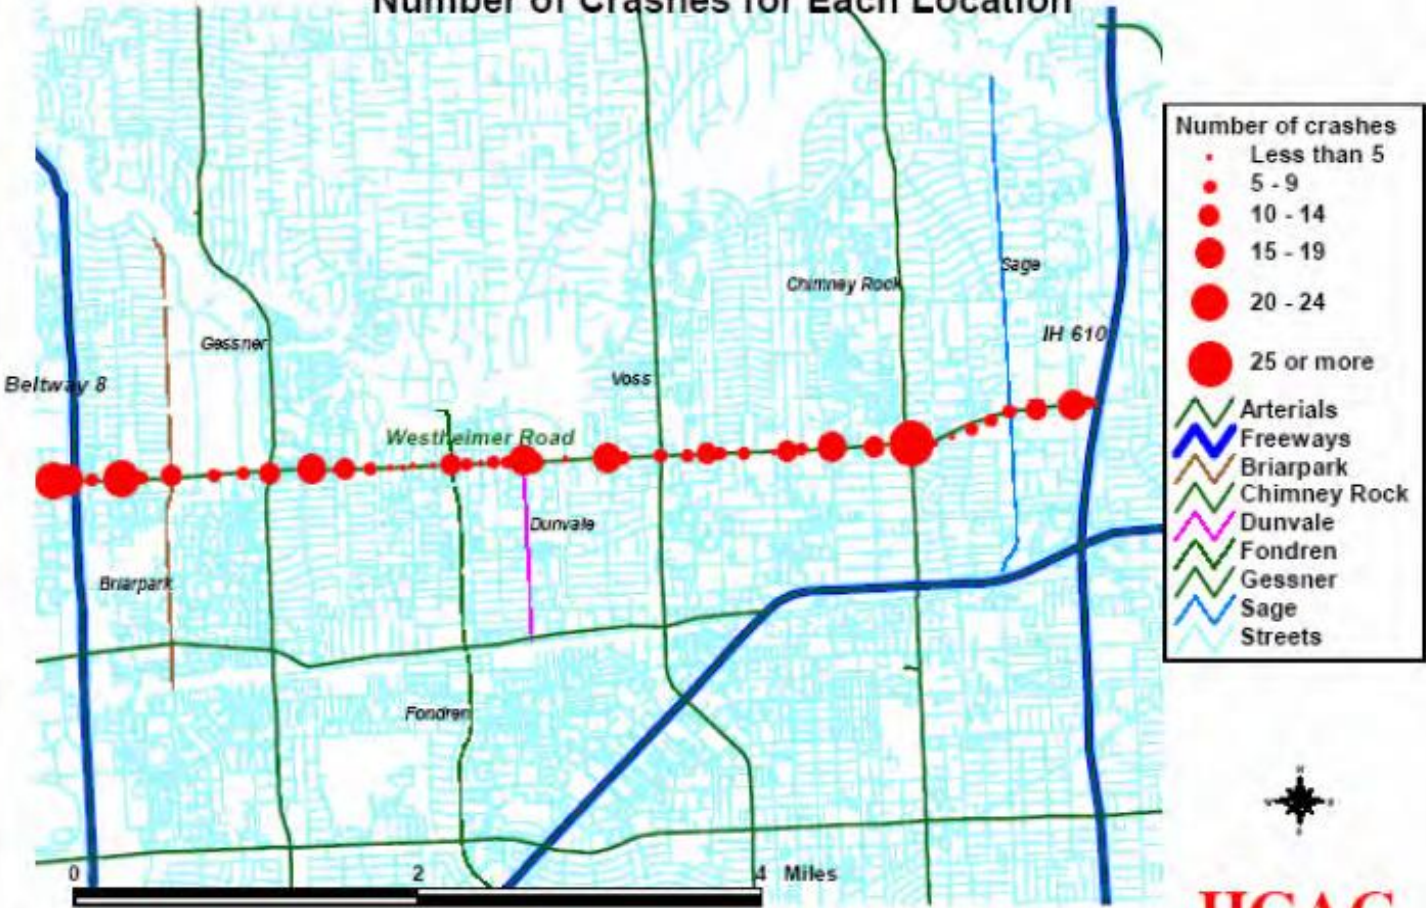 Number of Crashes for Each Location
Number of crashes
Less than 5
5 - 9
10 - 14
15 - 19
20 - 24
25 or more
Arterials
Freeways
Briarpark
Chimney Rock
Dunvale
Fondren
Gessner
Sage
Streets
Sage
Chimney Rock
IH 610
Gessner
Voss
Beltway 8
Westheimer Road
Dunvale
Briarpark
Fondren
0 2 4 Miles